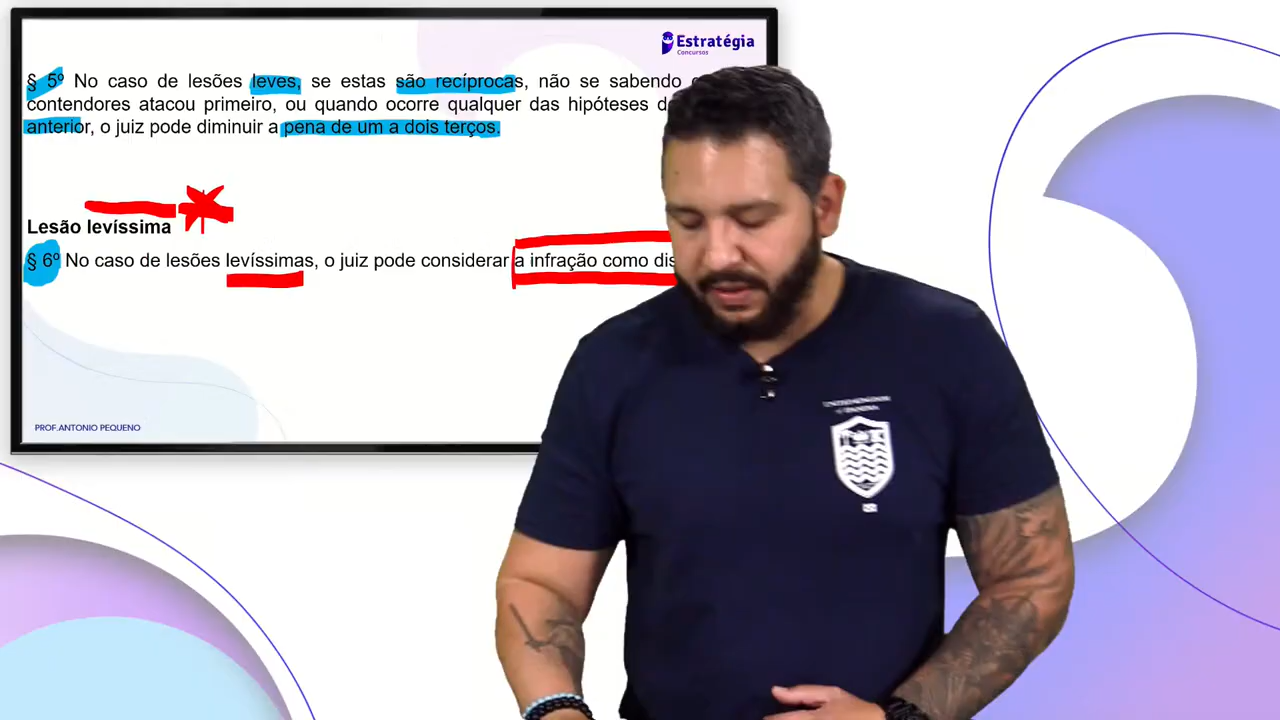 Estratégia
Concursos
§ 5º No caso de lesões leves, se estas são recíprocas, não se sabendo
contendores atacou primeiro, ou quando ocorre qualquer das hipóteses
anterior, o juiz pode diminuir a pena de um a dois terços.
Lesão levíssima
§ 6º No caso de lesões levíssimas, o juiz pode considerar a infração como
PROF.ANTONIO PEQUENO